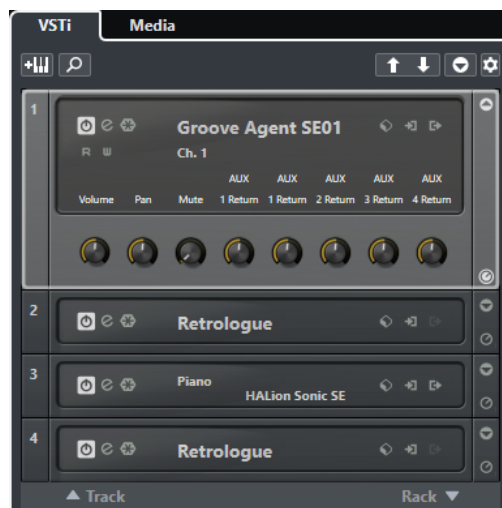 VSTi Media
1
Groove Agent SE01
R W
Ch. 1
AUX AUX AUX AUX AUX
Volume Pan Mute 1 Return 1 Return 2 Return 3 Return 4 Return
2
Retrologue
3
Piano
HALion Sonic SE
4
Retrologue
Track Rack